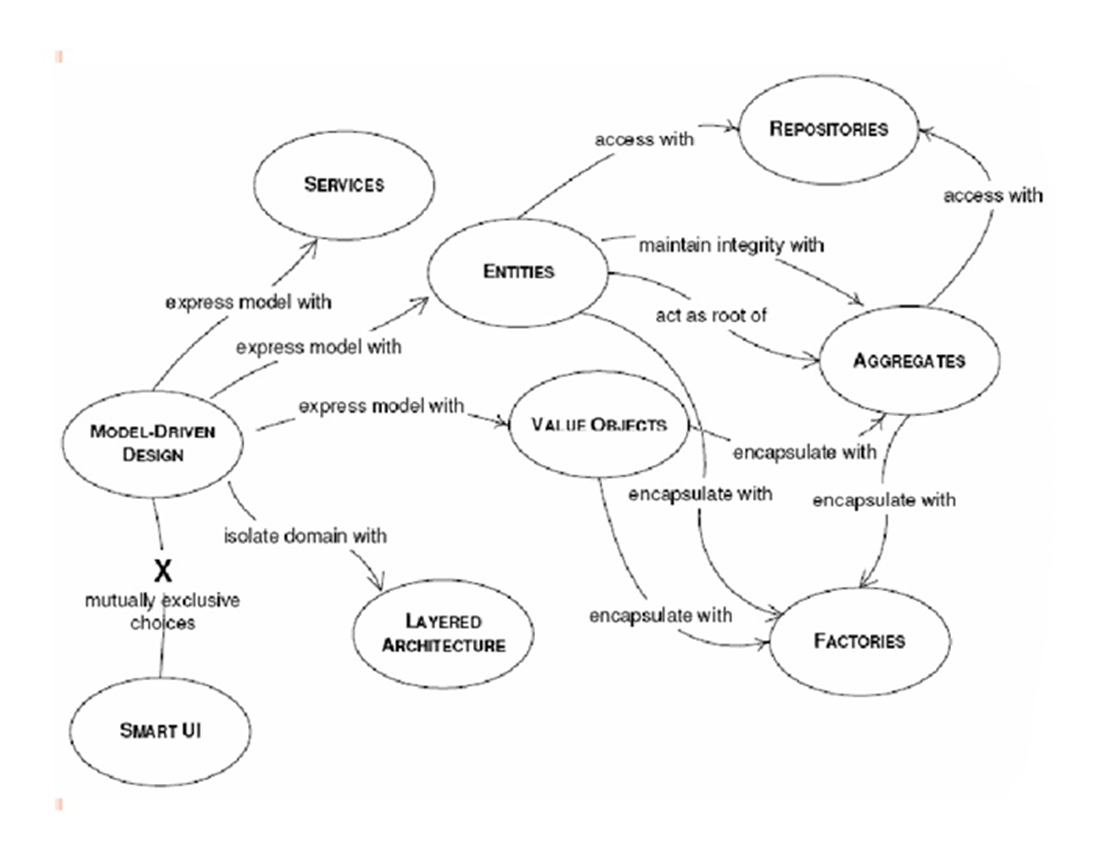 REPOSITORIES
access with
SERVICES
access with
ENTITIES
maintain integrity with
express model with
act as root of
express model with
AGGREGATES
express model with
VALUE OBJECTS
MODEL-DRIVEN
DESIGN
encapsulate with
encapsulate with
encapsulate with
isolate domain with
X
mutually exclusive
choices
encapsulate with
LAYERED
ARCHITECTURE
FACTORIES
SMART UI